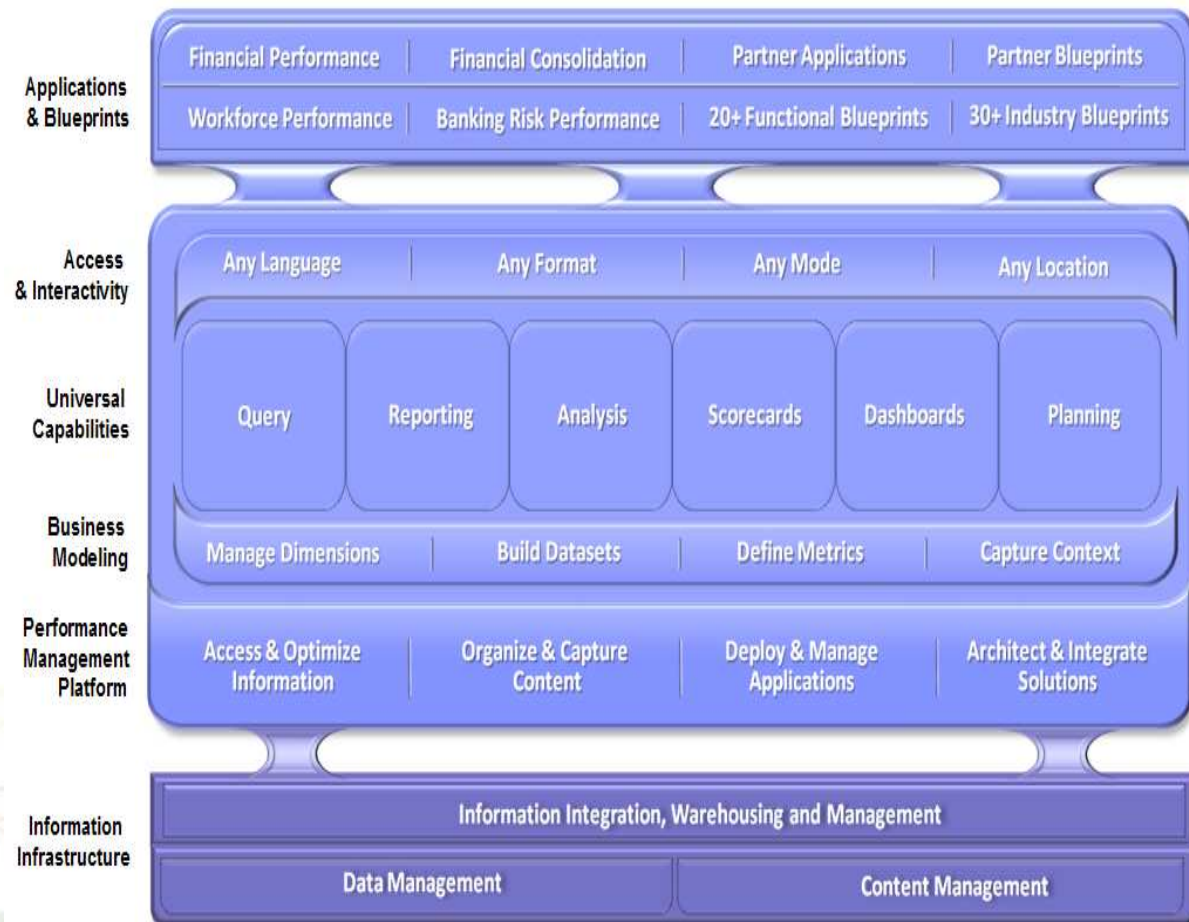 Applications
& Blueprints
Financial Performance
Financial Consolidation
Partner Applications
Partner Blueprints
Workforce Performance
Banking Risk Performance
20+ Functional Blueprints
30+ Industry Blueprints
Access
& Interactivity
Any Language
Any Format
Any Mode
Any Location
Universal
Capabilities
Query
Reporting
Analysis
Scorecards
Dashboards
Planning
Business
Modeling
Manage Dimensions
Build Datasets
Define Metrics
Capture Context
Performance
Management
Platform
Access & Optimize
Information
Organize & Capture
Content
Deploy & Manage
Applications
Architect & Integrate
Solutions
Information
Infrastructure
Information Integration, Warehousing and Management
Data Management
Content Management